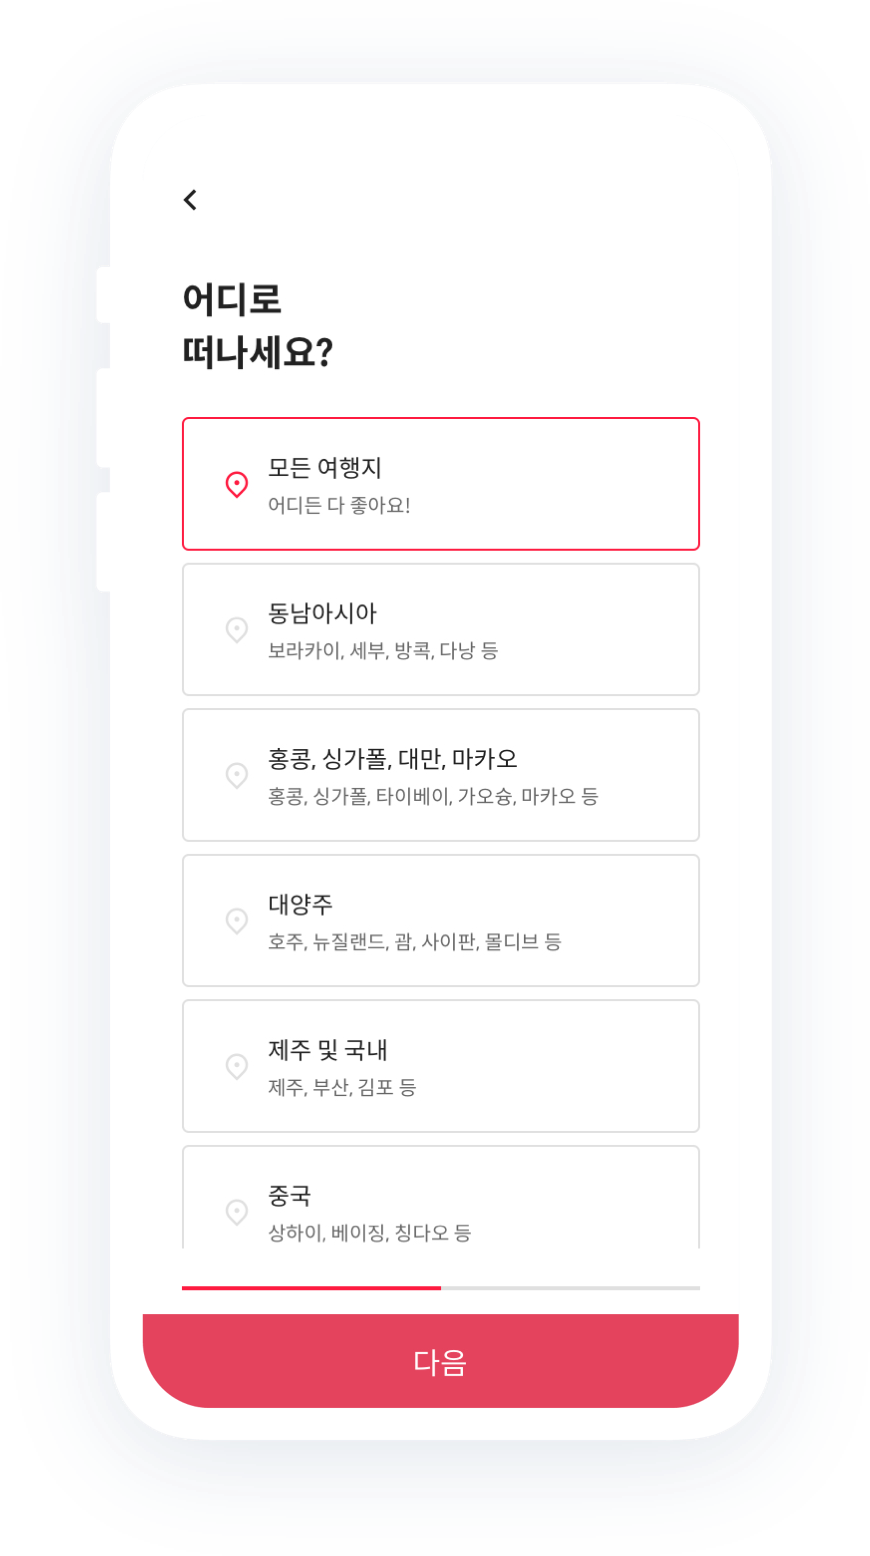 어디로
떠나세요?
모든 여행지
어디든 다 좋아요!
동남아시아
보라카이, 세부, 방콕, 다낭 등
홍콩, 싱가폴, 대만, 마카오
홍콩, 싱가폴, 타이베이, 가오슝, 마카오 등
대양주
호주, 뉴질랜드, 괌, 사이판, 몰디브 등
제주 및 국내
제주, 부산, 김포 등
중국
상하이, 베이징, 칭다오 등
다음